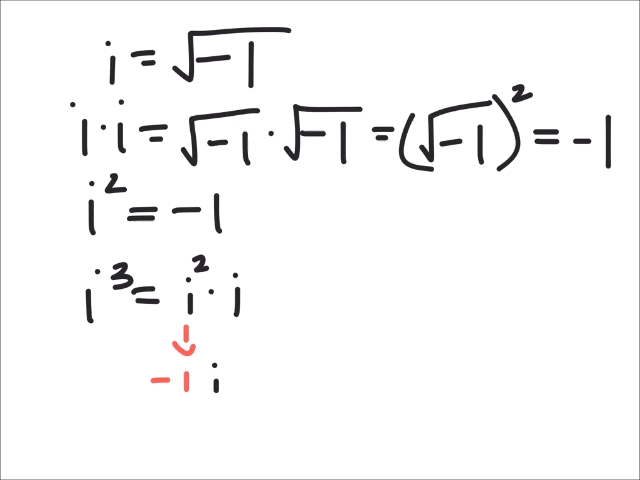 i = √-1
i · i = √-1 · √-1 = (√-1)² = -1
i² = -1
i³ = i² · i
-1 i